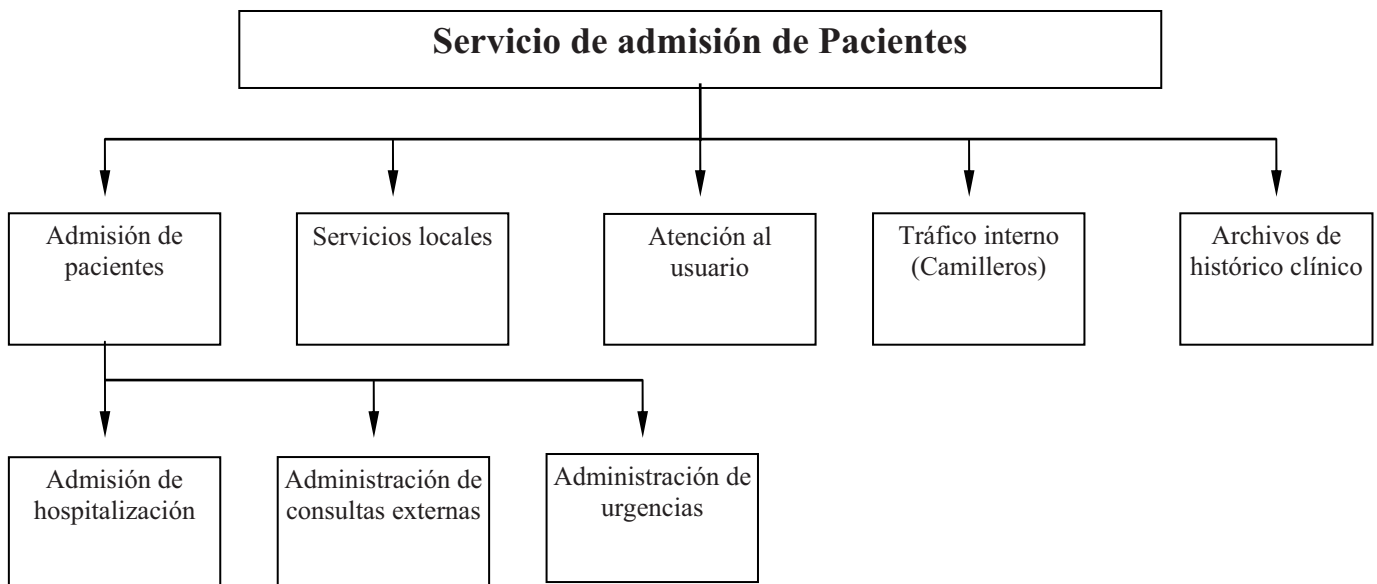 Servicio de admisión de Pacientes
Admisión de
pacientes
Servicios locales
Atención al
usuario
Tráfico interno
(Camilleros)
Archivos de
histórico clínico
Admisión de
hospitalización
Administración de
consultas externas
Administración de
urgencias